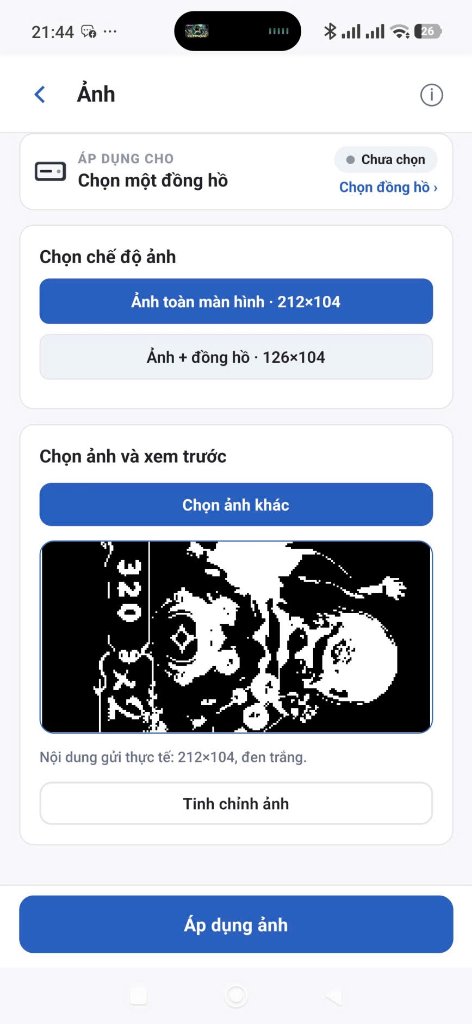 21:44
26
Ảnh
ÁP DỤNG CHO
Chọn một đồng hồ
Chưa chọn
Chọn đồng hồ ›
Chọn chế độ ảnh
Ảnh toàn màn hình · 212×104
Ảnh + đồng hồ · 126×104
Chọn ảnh và xem trước
Chọn ảnh khác
320
Nội dung gửi thực tế: 212×104, đen trắng.
Tinh chỉnh ảnh
Áp dụng ảnh